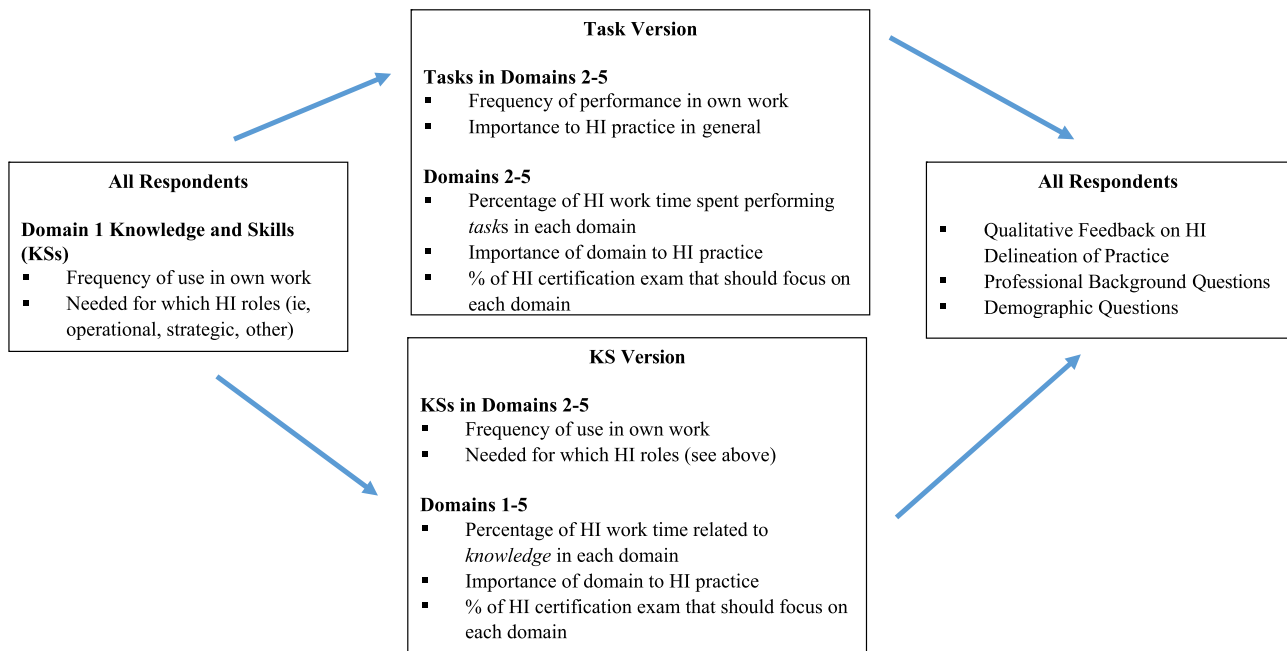 All Respondents
Domain 1 Knowledge and Skills
(KSs)
▪ Frequency of use in own work
▪ Needed for which HI roles (ie,
operational, strategic, other)
Task Version
Tasks in Domains 2-5
▪ Frequency of performance in own work
▪ Importance to HI practice in general
Domains 2-5
▪ Percentage of HI work time spent performing
tasks in each domain
▪ Importance of domain to HI practice
▪ % of HI certification exam that should focus on
each domain
KS Version
KSs in Domains 2-5
▪ Frequency of use in own work
▪ Needed for which HI roles (see above)
Domains 1-5
▪ Percentage of HI work time related to
knowledge in each domain
▪ Importance of domain to HI practice
▪ % of HI certification exam that should focus on
each domain
All Respondents
▪ Qualitative Feedback on HI
Delineation of Practice
▪ Professional Background Questions
▪ Demographic Questions